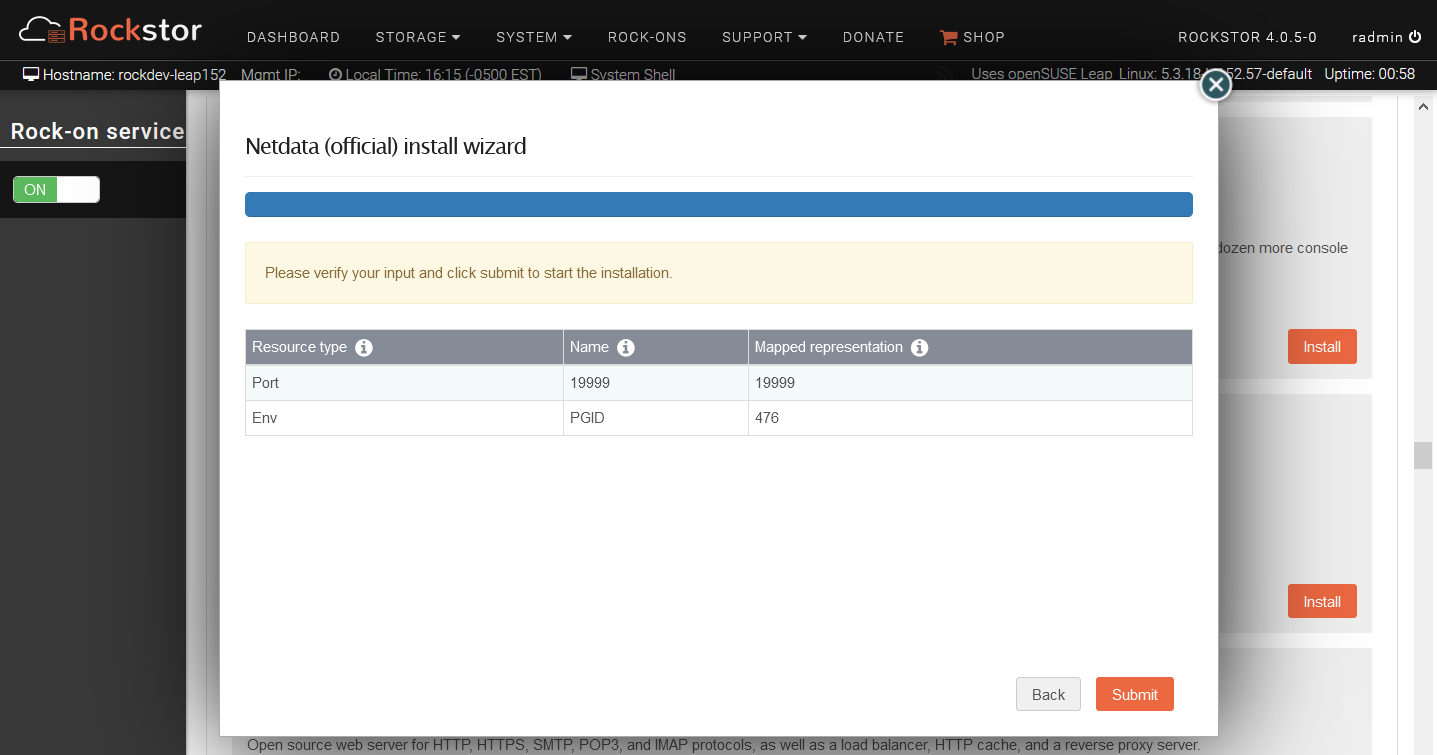 Rockstor
DASHBOARD STORAGE SYSTEM ROCK-ONS SUPPORT DONATE SHOP ROCKSTOR 4.0.5-0 radmin
Hostname: rockdev-leap152 Mgmt IP: Local Time: 16:15 (-0500 EST) System Shell Uses openSUSE Leap Linux: 5.3.18- 52.57-default Uptime: 00:58
Rock-on service
ON
Netdata (official) install wizard
dozen more console
Please verify your input and click submit to start the installation.
Resource type Name Mapped representation
Install
Port 19999 19999
Env PGID 476
Install
Back Submit
Open source web server for HTTP, HTTPS, SMTP, POP3, and IMAP protocols, as well as a load balancer, HTTP cache, and a reverse proxy server.